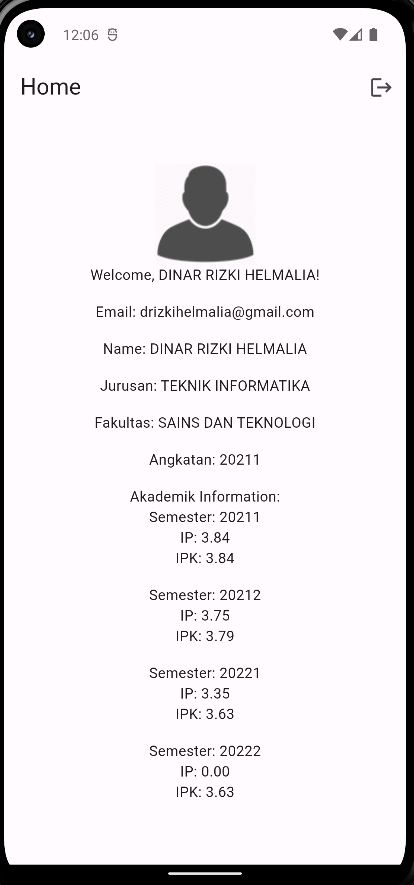 12:06
Home
Welcome, DINAR RIZKI HELMALIA!
Email: drizkihelmalia@gmail.com
Name: DINAR RIZKI HELMALIA
Jurusan: TEKNIK INFORMATIKA
Fakultas: SAINS DAN TEKNOLOGI
Angkatan: 20211
Akademik Information:
Semester: 20211
IP: 3.84
IPK: 3.84
Semester: 20212
IP: 3.75
IPK: 3.79
Semester: 20221
IP: 3.35
IPK: 3.63
Semester: 20222
IP: 0.00
IPK: 3.63